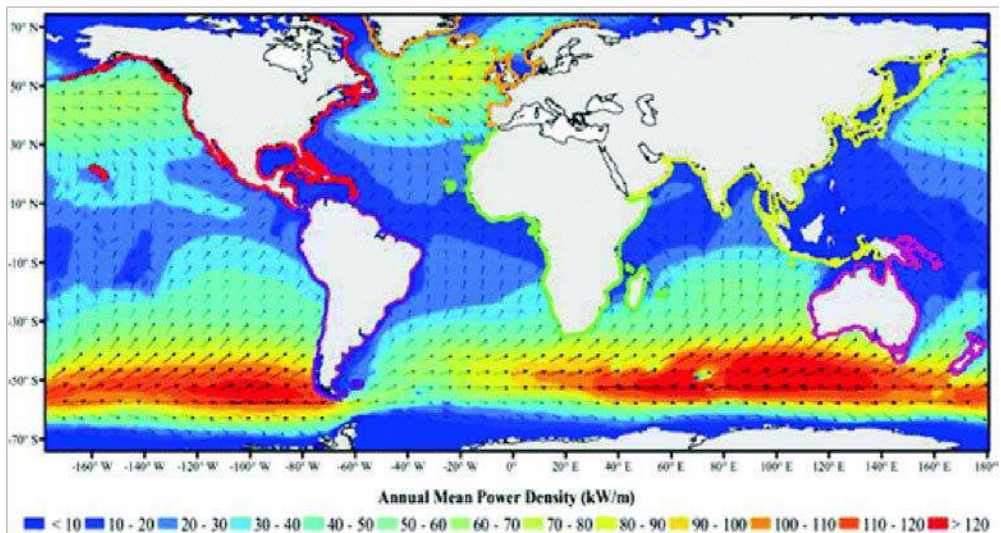 70° N
50° N
30° N
10° N
-10° S
-30° S
-50° S
-70° S
-160° W -140° W -120° W -100° W -80° W -60° W -40° W -20° W 0° 20° E 40° E 60° E 80° E 100° E 120° E 140° E 160° E 180° E
Annual Mean Power Density (kW/m)
< 10 10 - 20 20 - 30 30 - 40 40 - 50 50 - 60 60 - 70 70 - 80 80 - 90 90 - 100 100 - 110 110 - 120 > 120